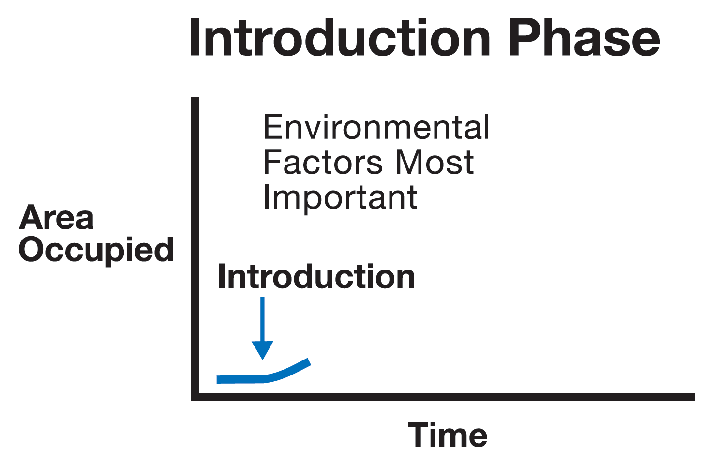 Introduction Phase
Environmental
Factors Most
Important
Area
Occupied
Introduction
Time